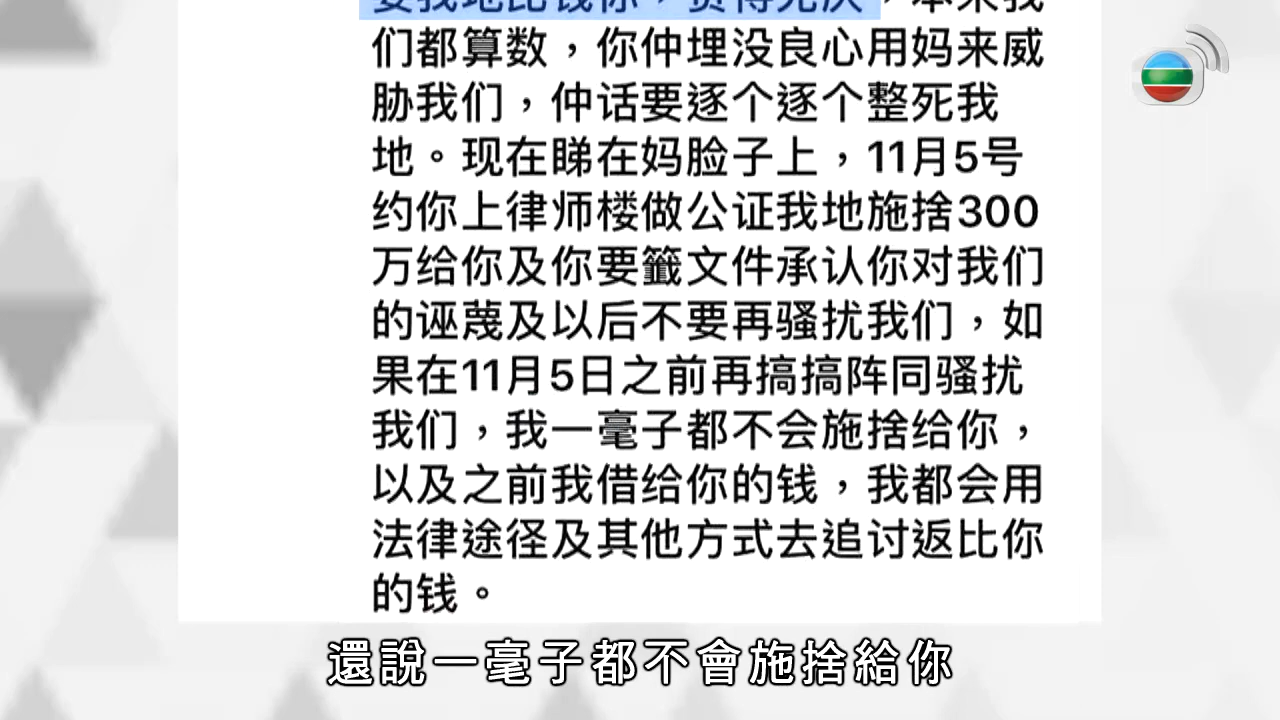 ，本来我
们都算数，你仲埋没良心用妈来威
胁我们，仲话要逐个逐个整死我
地。现在睇在妈脸子上，11月5号
约你上律师楼做公证我地施捨300
万给你及你要籤文件承认你对我们
的诬蔑及以后不要再骚扰我们，如
果在11月5日之前再搞搞阵同骚扰
我们，我一毫子都不会施捨给你，
以及之前我借给你的钱，我都会用
法律途径及其他方式去追讨返比你
的钱。
還說一毫子都不會施捨給你